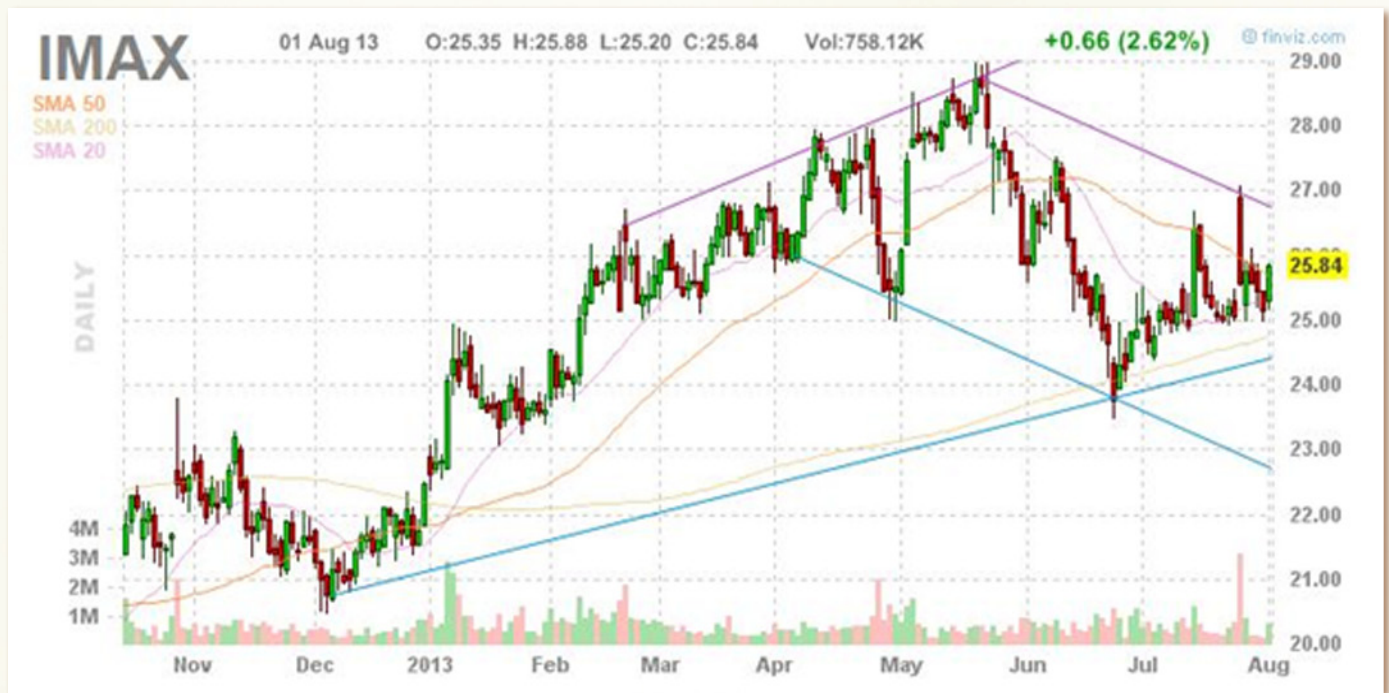 IMAX 01 Aug 13 O:25.35 H:25.88 L:25.20 C:25.84 Vol:758.12K +0.66 (2.62%) © finviz.com
SMA 50
SMA 200
SMA 20
DAILY
29.00
28.00
27.00
25.84
25.00
24.00
23.00
22.00
21.00
20.00
4M
3M
2M
1M
Nov Dec 2013 Feb Mar Apr May Jun Jul Aug